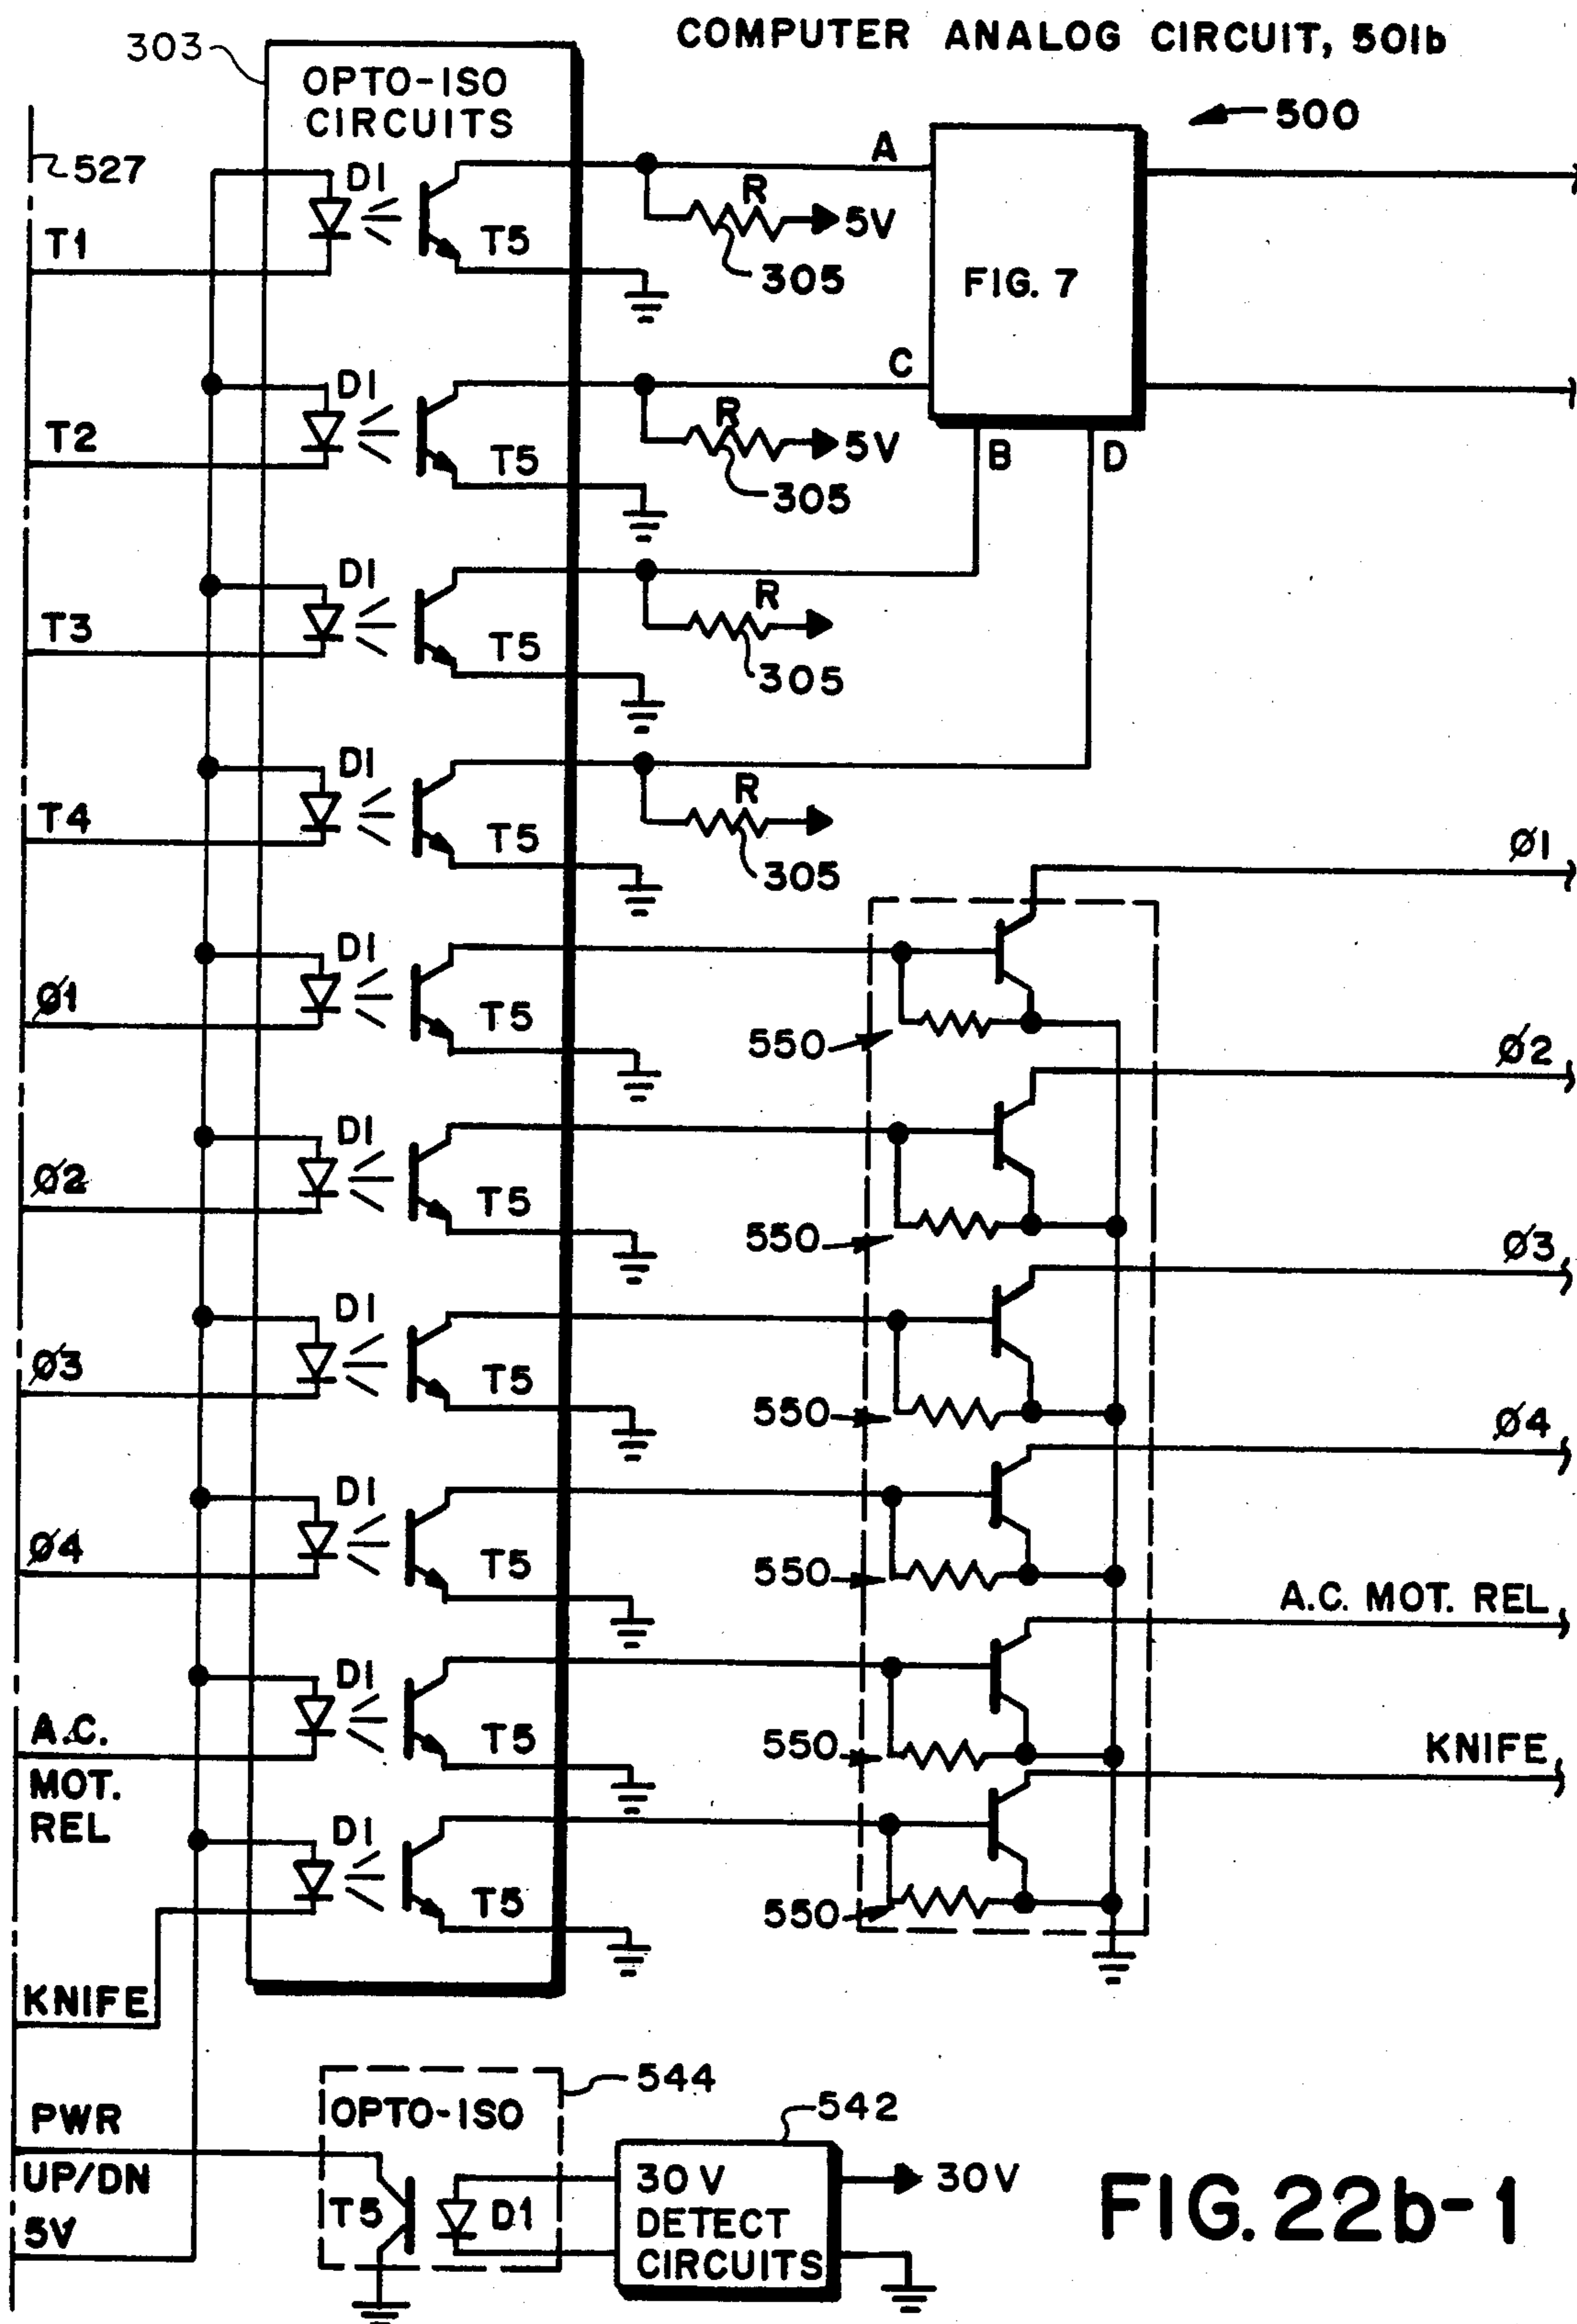 COMPUTER ANALOG CIRCUIT, 501b
303
OPTO-ISO
CIRCUITS
500
527
D1
T5
A
R
5V
305
FIG. 7
T1
D1
T5
C
R
5V
305
B
D
T2
D1
T5
R
305
T3
D1
T5
R
305
T4
Ø1
D1
T5
550
Ø1
Ø2
D1
T5
550
Ø2
Ø3
D1
T5
550
Ø3
Ø4
D1
T5
550
Ø4
A.C. MOT. REL
D1
T5
550
A.C.
MOT.
REL
KNIFE
D1
T5
550
KNIFE
544
OPTO-ISO
542
PWR
UP/DN
T5
D1
30V
DETECT
CIRCUITS
30V
5V
FIG. 22b-1